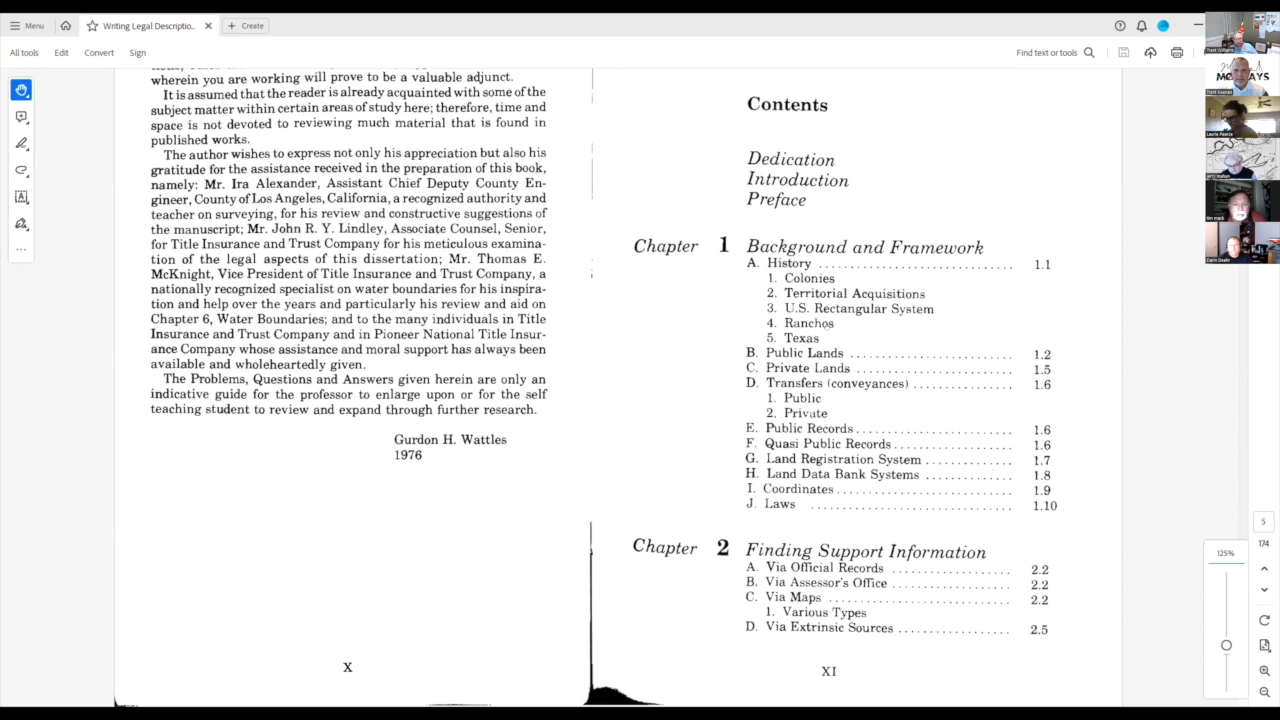 Menu
Writing Legal Descriptio...
Create
All tools
Edit
Convert
Sign
Find text or tools
wherein you are working will prove to be a valuable adjunct.
It is assumed that the reader is already acquainted with some of the
subject matter within certain areas of study here; therefore, time and
space is not devoted to reviewing much material that is found in
published works.
The author wishes to express not only his appreciation but also his
gratitude for the assistance received in the preparation of this book,
namely: Mr. Ira Alexander, Assistant Chief Deputy County En-
gineer, County of Los Angeles, California, a recognized authority and
teacher on surveying, for his review and constructive suggestions of
the manuscript; Mr. John R. Y. Lindley, Associate Counsel, Senior,
for Title Insurance and Trust Company for his meticulous examina-
tion of the legal aspects of this dissertation; Mr. Thomas E.
McKnight, Vice President of Title Insurance and Trust Company, a
nationally recognized specialist on water boundaries for his inspira-
tion and help over the years and particularly his review and aid on
Chapter 6, Water Boundaries; and to the many individuals in Title
Insurance and Trust Company and in Pioneer National Title Insur-
ance Company whose assistance and moral support has always been
available and wholeheartedly given.
The Problems, Questions and Answers given herein are only an
indicative guide for the professor to enlarge upon or for the self
teaching student to review and expand through further research.
Gurdon H. Wattles
1976
X
Contents
Dedication
Introduction
Preface
Chapter 1 Background and Framework
A. History ................................ 1.1
1. Colonies
2. Territorial Acquisitions
3. U.S. Rectangular System
4. Ranchos
5. Texas
B. Public Lands ........................... 1.2
C. Private Lands .......................... 1.5
D. Transfers (conveyances) ................ 1.6
1. Public
2. Private
E. Public Records ......................... 1.6
F. Quasi Public Records ................... 1.6
G. Land Registration System ............... 1.7
H. Land Data Bank Systems ................ 1.8
I. Coordinates ............................ 1.9
J. Laws ................................ 1.10
Chapter 2 Finding Support Information
A. Via Official Records ................... 2.2
B. Via Assessor's Office .................. 2.2
C. Via Maps ............................... 2.2
1. Various Types
D. Via Extrinsic Sources .................. 2.5
XI
5
174
125%
Trent Williams
Trent Keenan
Laurie Pearce
tim mack